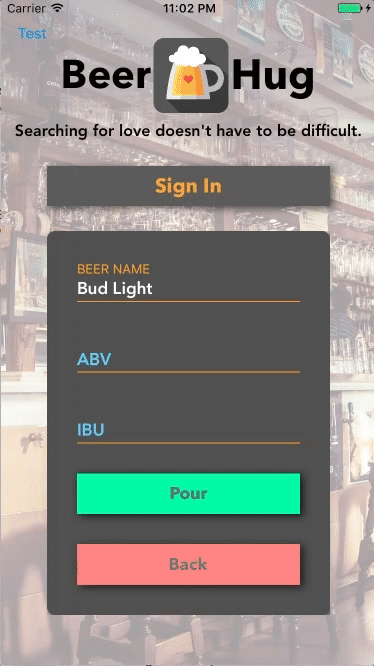 Carrier 11:02 PM
Test
Beer Hug
Searching for love doesn't have to be difficult.
Sign In
BEER NAME
Bud Light
ABV
IBU
Pour
Back